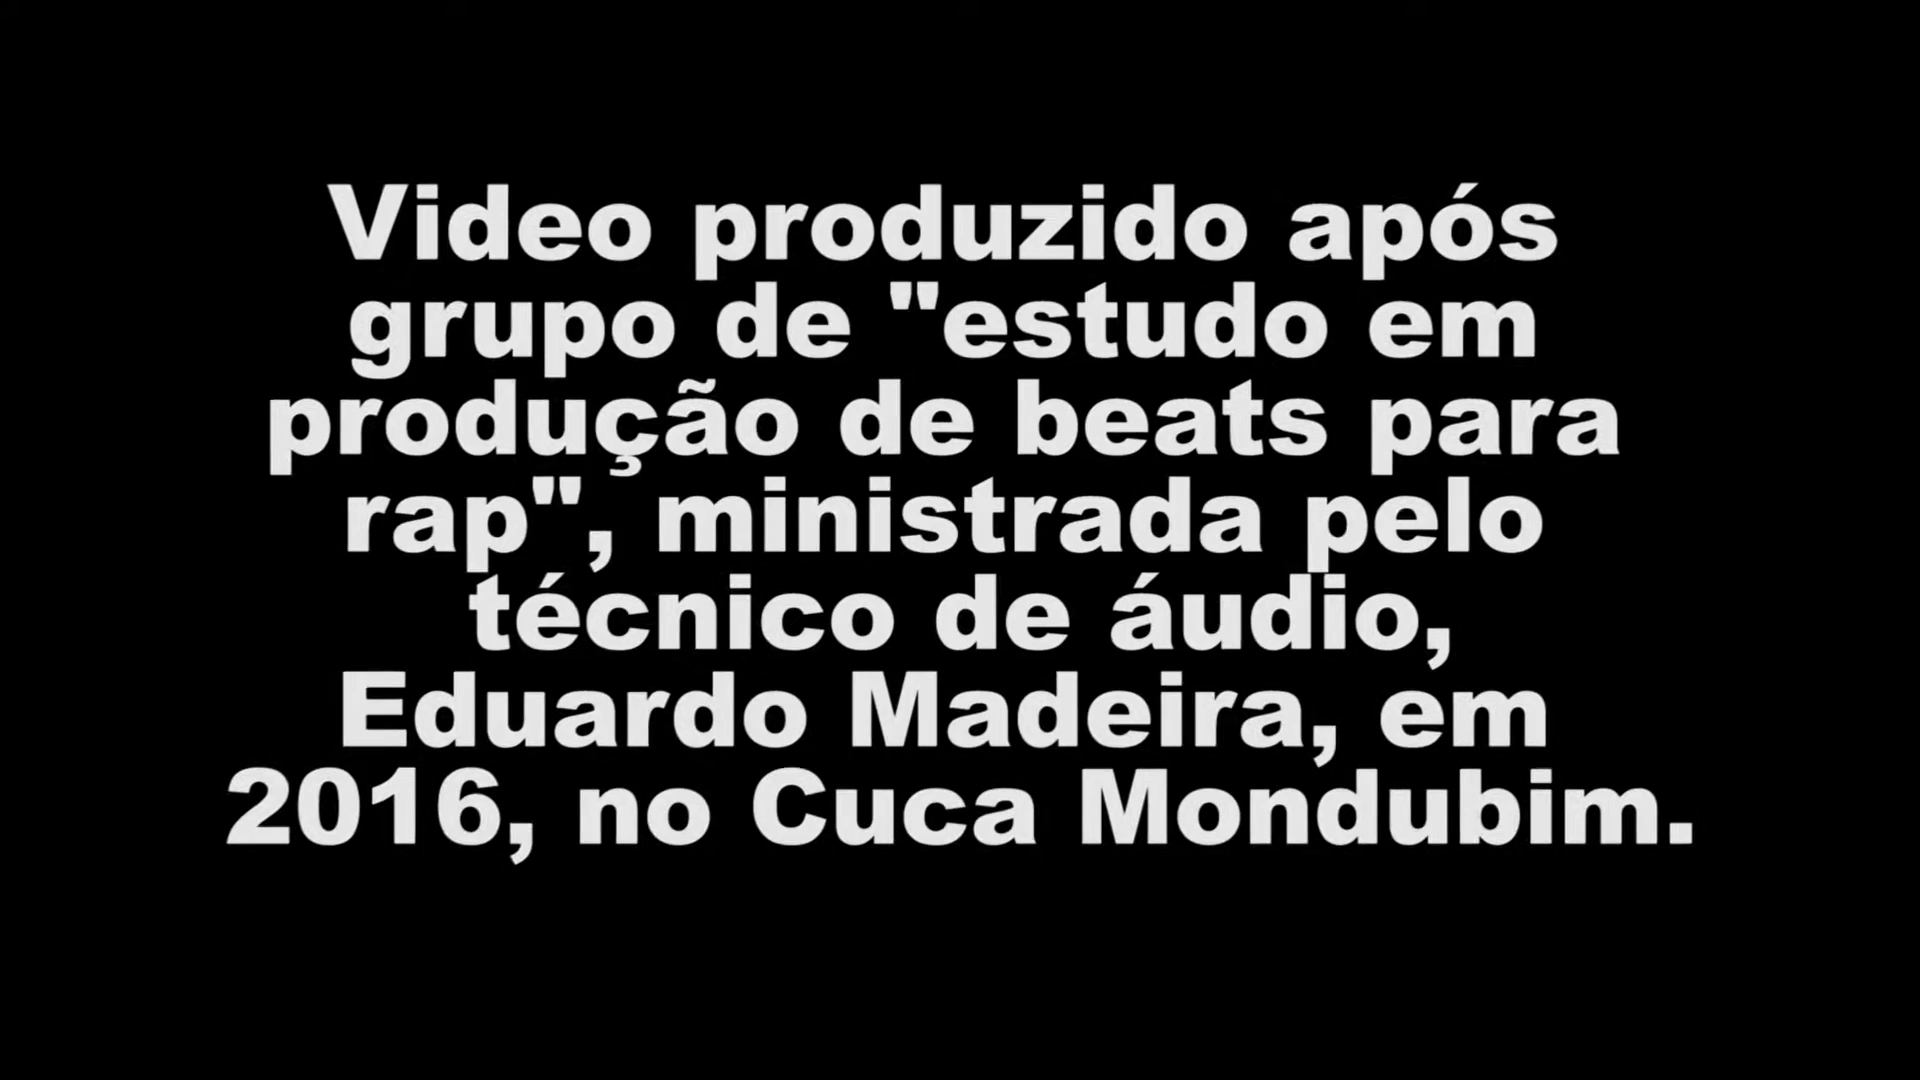 Video produzido após
grupo de "estudo em
produção de beats para
rap", ministrada pelo
técnico de áudio,
Eduardo Madeira, em
2016, no Cuca Mondubim.